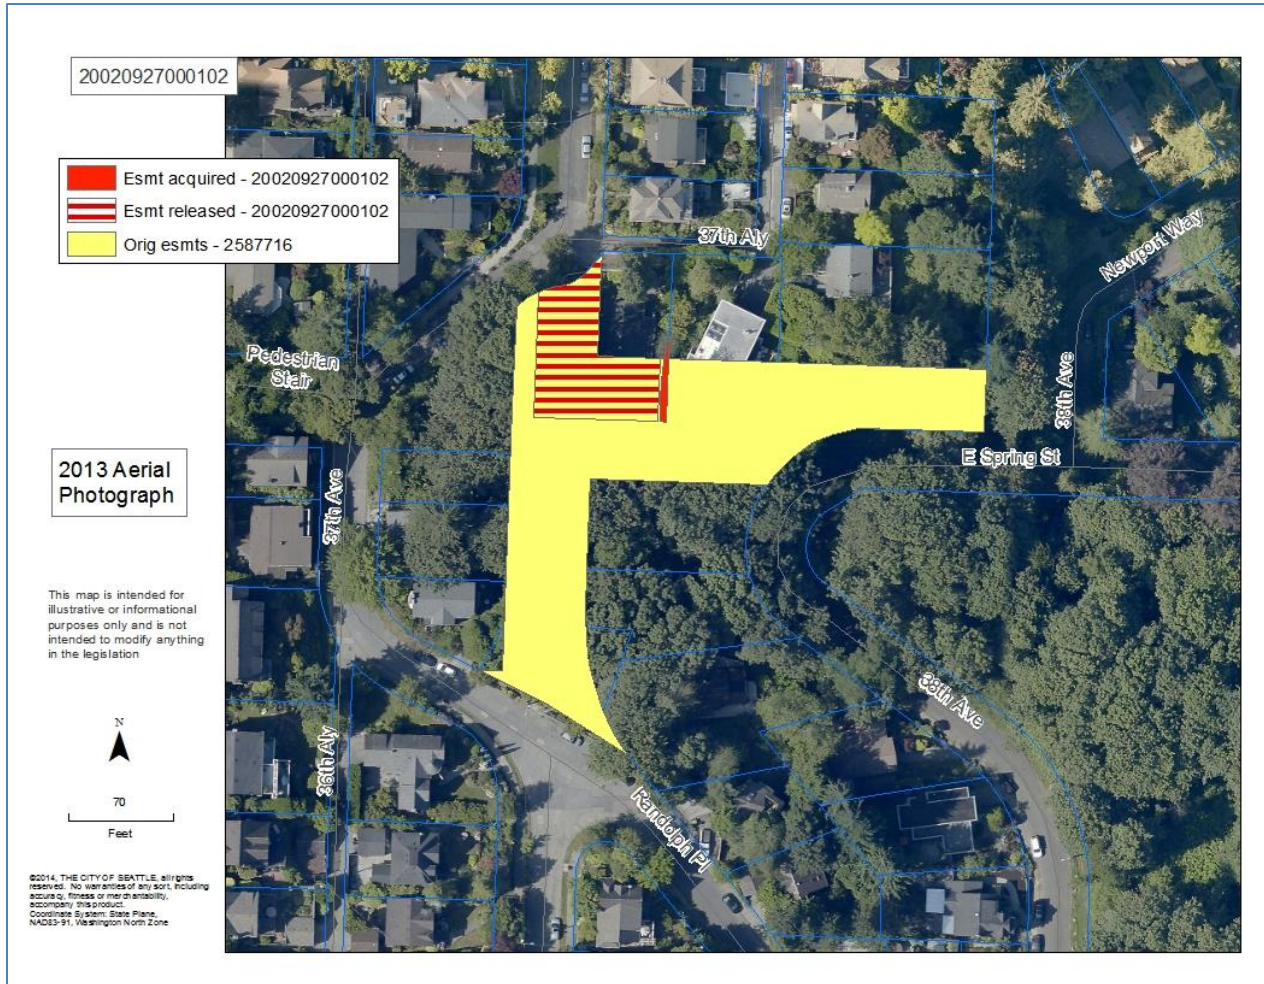 20020927000102
Esmt acquired - 20020927000102
Esmt released - 20020927000102
Orig esmts - 2587716
37th Aly
Newport Way
Pedestrian
Stair
38th Ave
E Spring St
2013 Aerial
Photograph
37th Ave
This map is intended for
illustrative or informational
purposes only and is not
intended to modify anything
in the legislation
38th Ave
N
36th Aly
70
Feet
Randolph Pl
©2014, THE CITY OF SEATTLE, all rights
reserved. No warranties of any sort, including
accuracy, fitness or merchantability,
accompany this product.
Coordinate System: State Plane,
NAD83-91, Washington North Zone